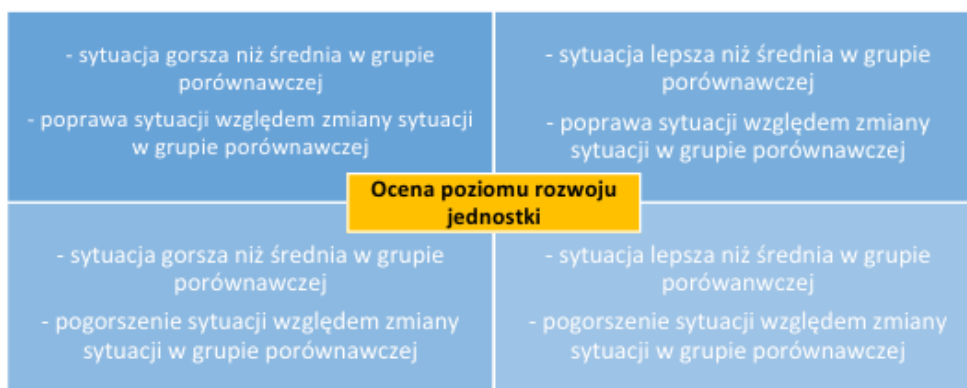 - sytuacja gorsza niż średnia w grupie
porównawczej
- poprawa sytuacji względem zmiany sytuacji
w grupie porównawczej
- sytuacja lepsza niż średnia w grupie
porównawczej
- poprawa sytuacji względem zmiany
sytuacji w grupie porównawczej
Ocena poziomu rozwoju
jednostki
- sytuacja gorsza niż średnia w grupie
porównawczej
- pogorszenie sytuacji względem zmiany
sytuacji w grupie porównawczej
- sytuacja lepsza niż średnia w grupie
porówanwczej
- pogorszenie sytuacji względem zmiany
sytuacji w grupie porównawczej